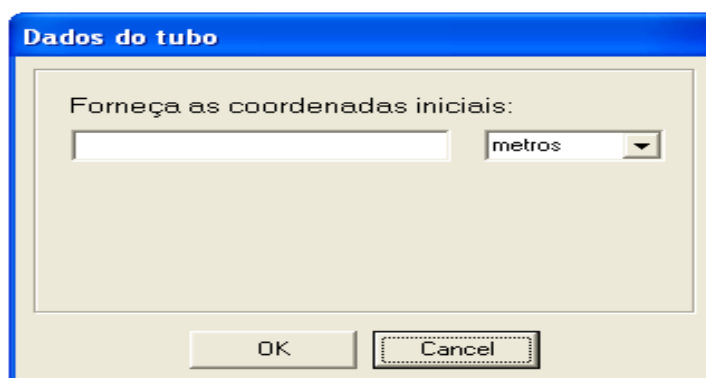 Dados do tubo
Forneça as coordenadas iniciais:
metros
OK
Cancel